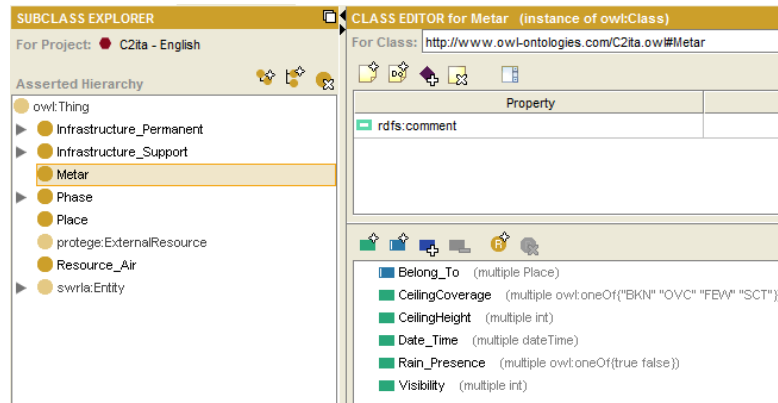 SUBCLASS EXPLORER
For Project: C2ita - English
Asserted Hierarchy
owl:Thing
Infrastructure_Permanent
Infrastructure_Support
Metar
Phase
Place
protege:ExternalResource
Resource_Air
swrla:Entity
CLASS EDITOR for Metar (instance of owl:Class)
For Class: http://www.owl-ontologies.com/C2ita.owl#Metar
Property
rdfs:comment
Belong_To (multiple Place)
CeilingCoverage (multiple owl:oneOf{"BKN" "OVC" "FEW" "SCT"}
CeilingHeight (multiple int)
Date_Time (multiple dateTime)
Rain_Presence (multiple owl:oneOf{true false})
Visibility (multiple int)